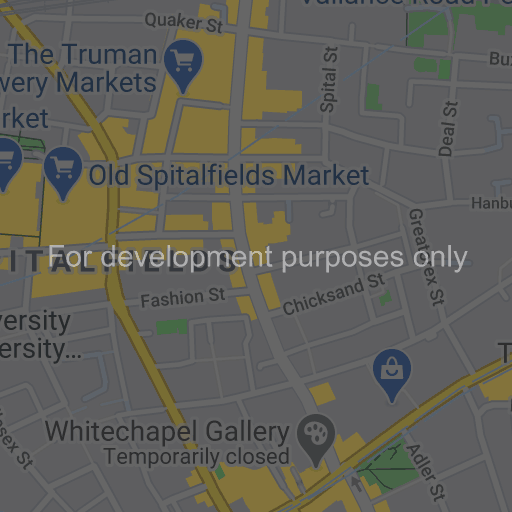 Vallance Road Po
Quaker St
The Truman
wery Markets
Bux
Spital St
Deal St
rket
Old Spitalfields Market
Hanbu
Greatorex St
For development purposes only
ITALFIELDS
Fashion St
Chicksand St
versity
ersity...
T
Whitechapel Gallery
Temporarily closed
Adler St
sex St